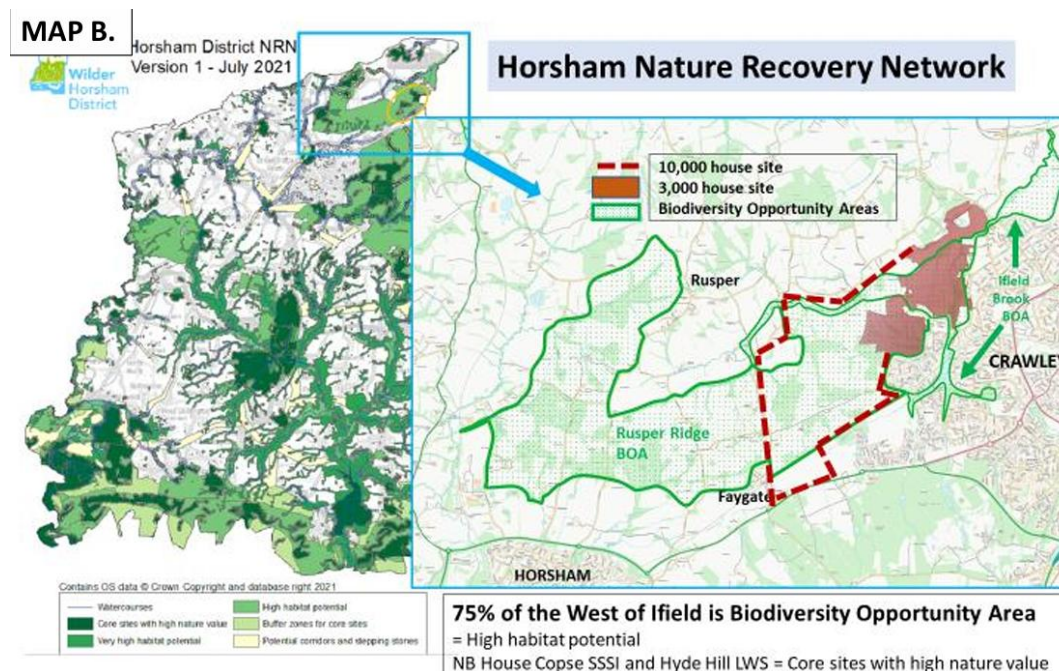 MAP B.
Horsham District NRN
Version 1 - July 2021
Wilder
Horsham
District
Horsham Nature Recovery Network
10,000 house site
3,000 house site
Biodiversity Opportunity Areas
Rusper
Ifield
Brook
BOA
CRAWLEY
Rusper Ridge
BOA
Faygate
HORSHAM
Contains OS data © Crown Copyright and database right 2021
Watercourses
Core sites with high nature value
Very high habitat potential
High habitat potential
Buffer zones for core sites
Potential corridors and stepping stones
75% of the West of Ifield is Biodiversity Opportunity Area
= High habitat potential
NB House Copse SSSI and Hyde Hill LWS = Core sites with high nature value